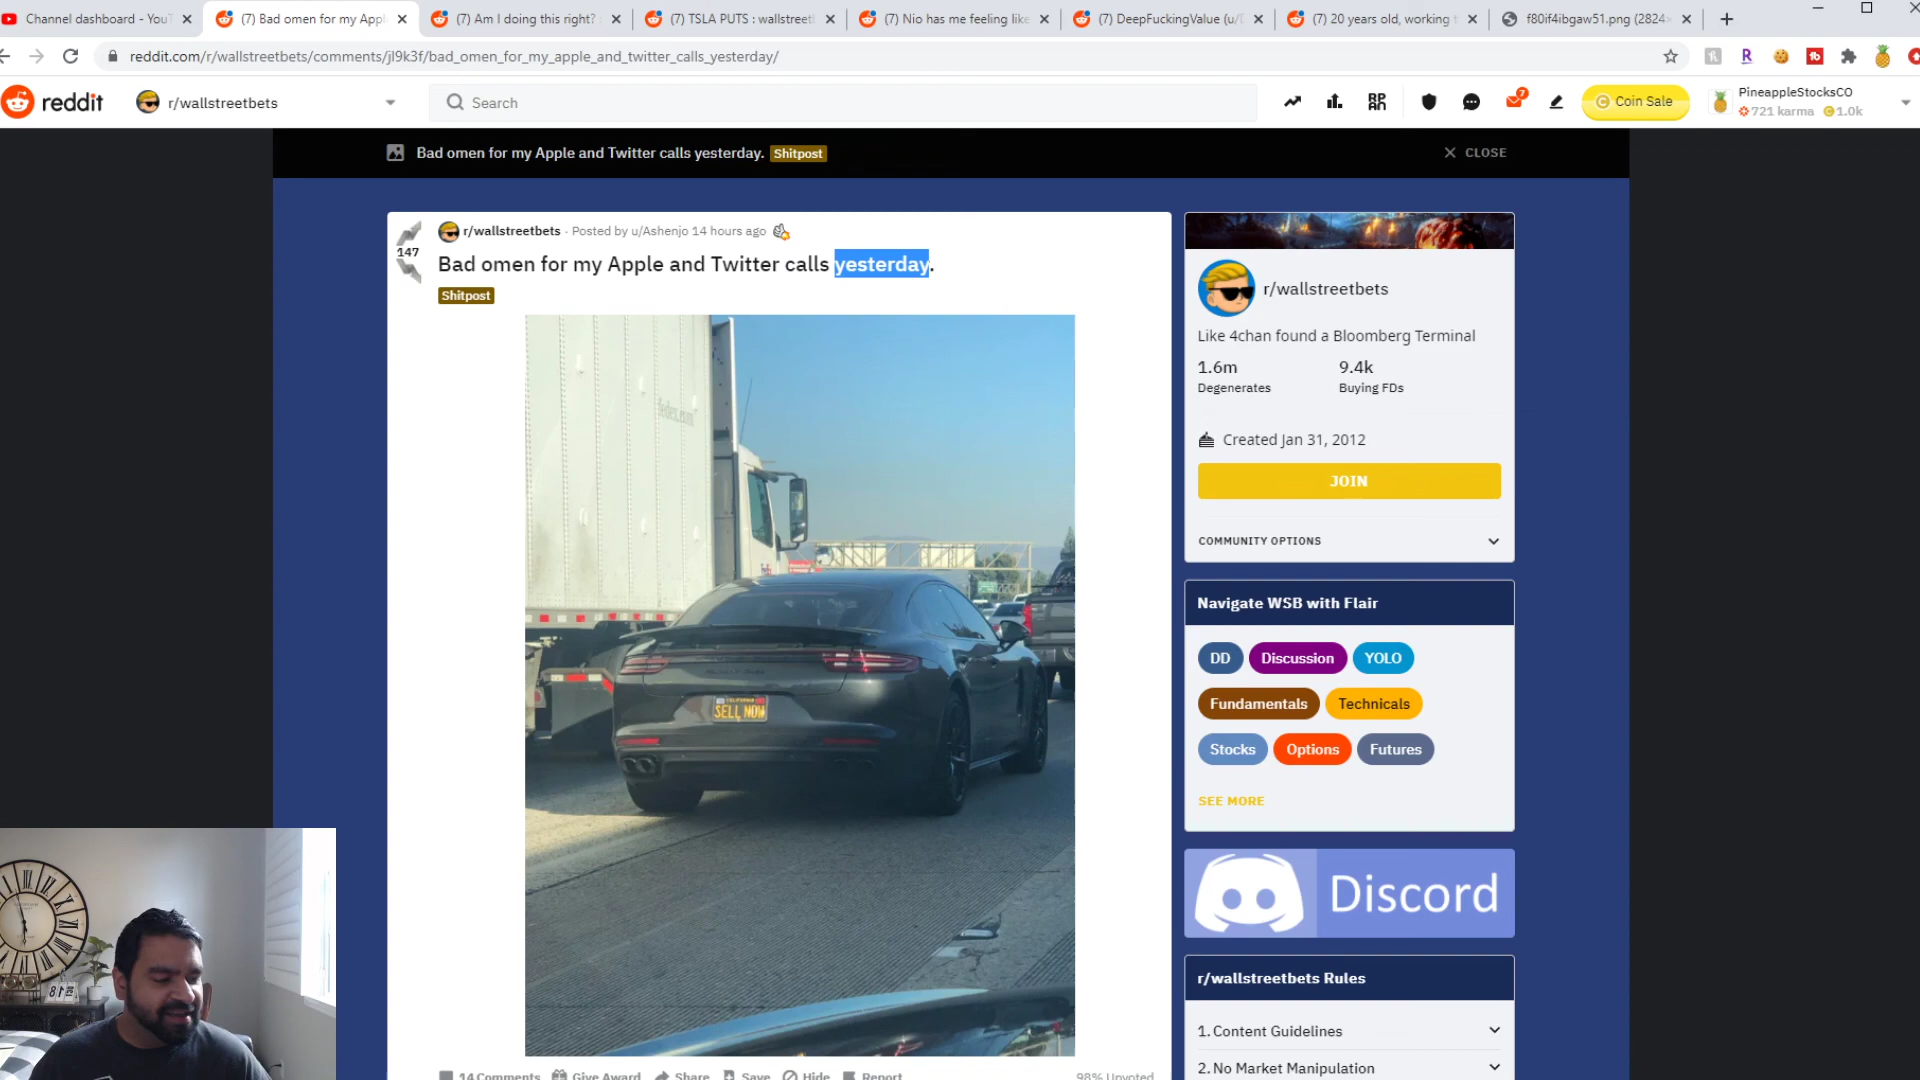 Channel dashboard - YouT
(7) Bad omen for my Appl
(7) Am I doing this right?
(7) TSLA PUTS : wallstreetl
(7) Nio has me feeling like
(7) DeepFuckingValue (u/
(7) 20 years old, working
f80if4ibgaw51.png (2824×
reddit.com/r/wallstreetbets/comments/jl9k3f/bad_omen_for_my_apple_and_twitter_calls_yesterday/
reddit
r/wallstreetbets
Search
RPAN
7
Coin Sale
PineappleStocksCO
721 karma 1.0k
Bad omen for my Apple and Twitter calls yesterday. Shitpost
CLOSE
147
r/wallstreetbets · Posted by u/Ashenjo 14 hours ago
Bad omen for my Apple and Twitter calls yesterday.
Shitpost
fedex.com
CALIFORNIA
SELL NOW
14 Comments Give Award Share Save Hide Report 98% Upvoted
r/wallstreetbets
Like 4chan found a Bloomberg Terminal
1.6m 9.4k
Degenerates Buying FDs
Created Jan 31, 2012
JOIN
COMMUNITY OPTIONS
Navigate WSB with Flair
DD Discussion YOLO
Fundamentals Technicals
Stocks Options Futures
SEE MORE
Discord
r/wallstreetbets Rules
1. Content Guidelines
2. No Market Manipulation